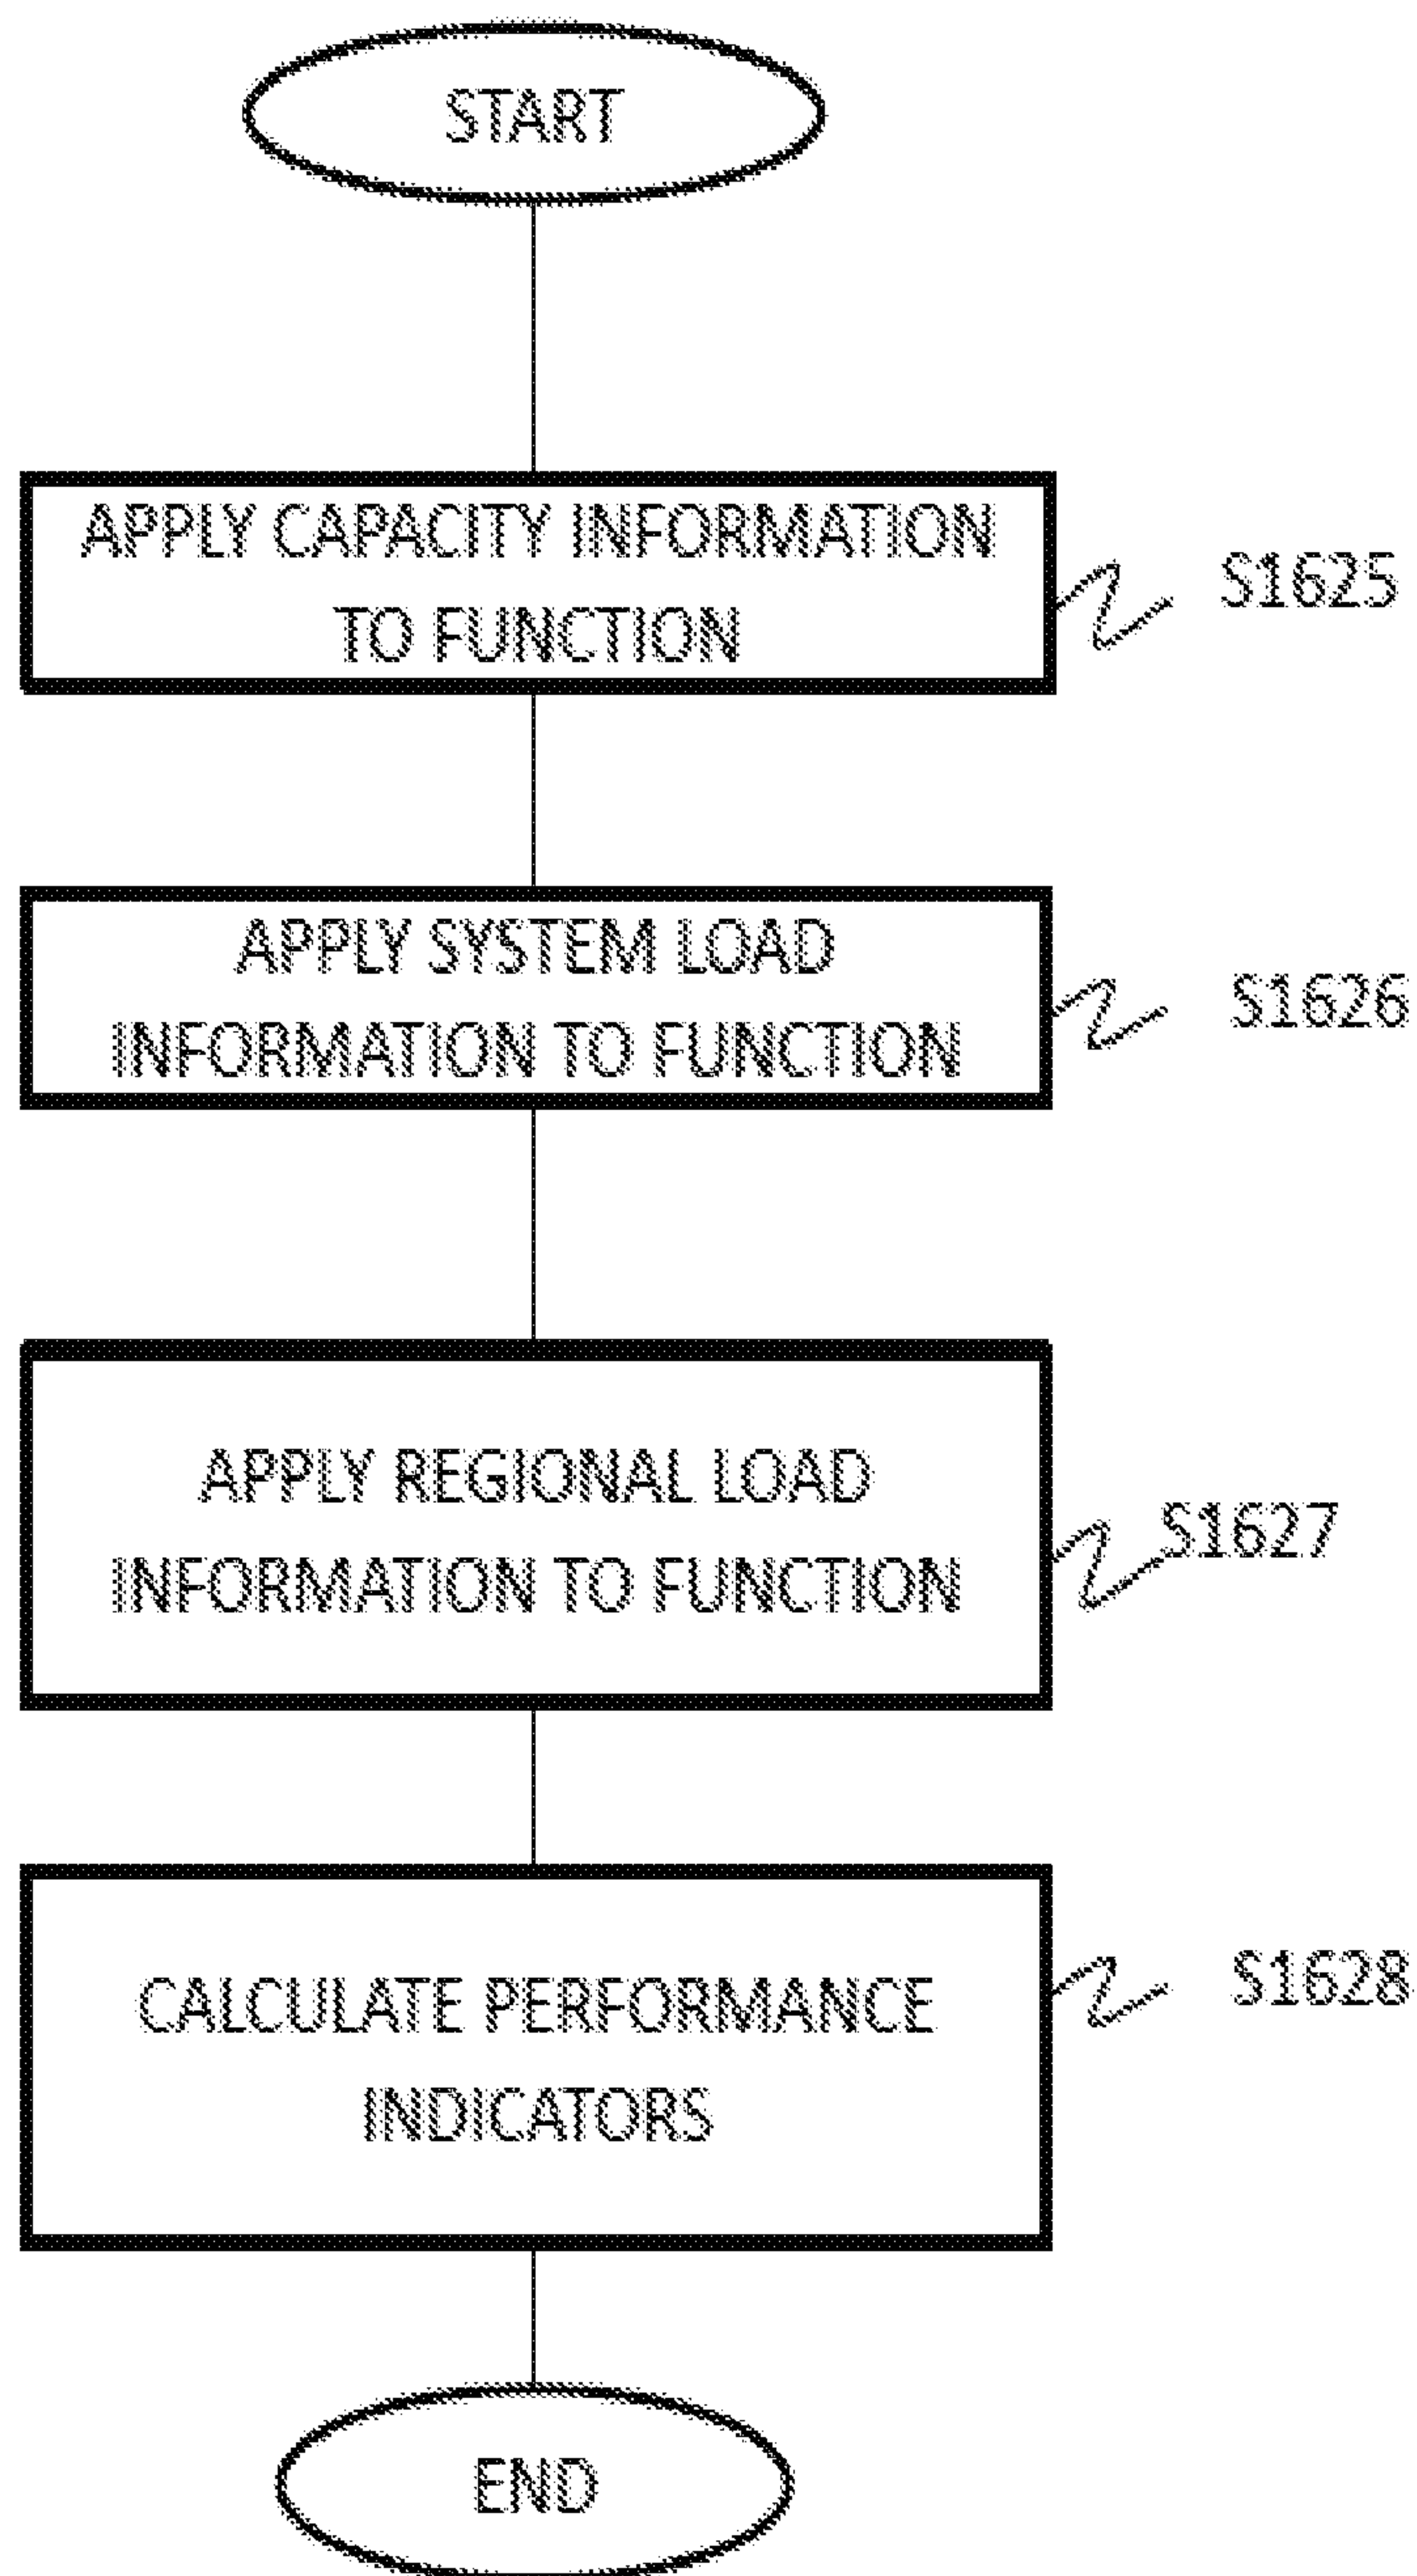 START
APPLY CAPACITY INFORMATION
TO FUNCTION
S1625
APPLY SYSTEM LOAD
INFORMATION TO FUNCTION
S1626
APPLY REGIONAL LOAD
INFORMATION TO FUNCTION
S1627
CALCULATE PERFORMANCE
INDICATORS
S1628
END